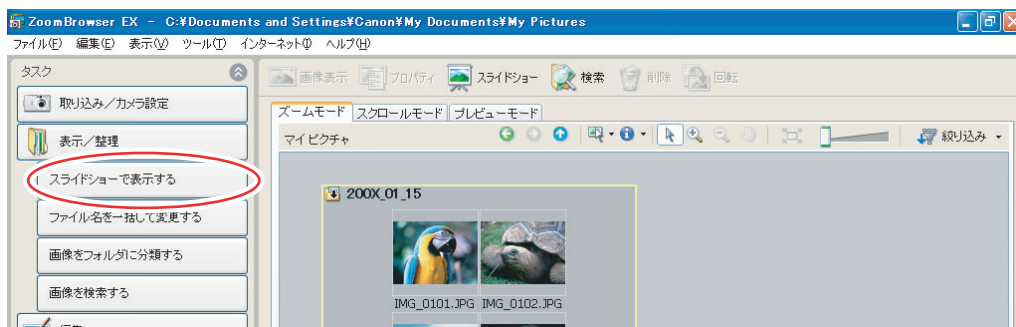 ZoomBrowser EX - C:¥Documents and Settings¥Canon¥My Documents¥My Pictures
ファイル(F) 編集(E) 表示(V) ツール(T) インターネット(I) ヘルプ(H)
タスク
画像表示 プロパティ スライドショー 検索 削除 回転
取り込み／カメラ設定
ズームモード スクロールモード プレビューモード
表示／整理
マイ ピクチャ
絞り込み
スライドショーで表示する
200X_01_15
ファイル名を一括して変更する
画像をフォルダに分類する
画像を検索する
IMG_0101.JPG IMG_0102.JPG